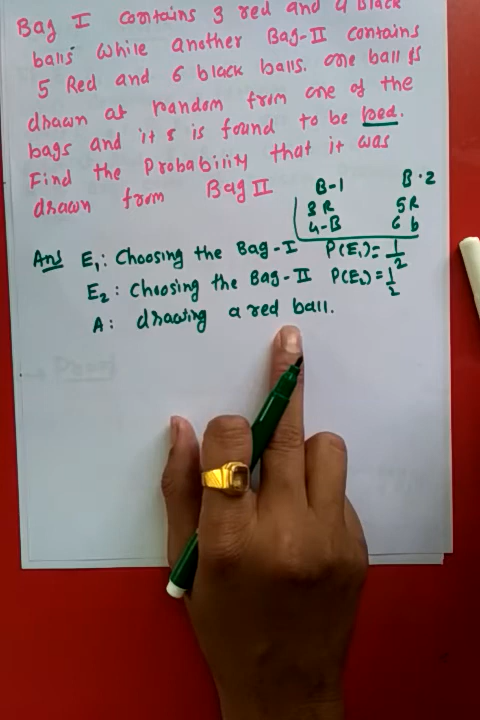 Bag I contains 3 red and 4 Black
balls while another Bag-II contains
5 Red and 6 black balls. one ball is
drawn at random from one of the
bags and it s is found to be Red.
Find the Probability that it was
drawn from Bag II
B-1 B-2
3R 5R
4-B 6 b
Ans E₁: Choosing the Bag-I P(E₁)= 1/2
E₂: Choosing the Bag-II P(E₂)= 1/2
A: drawing a red ball.